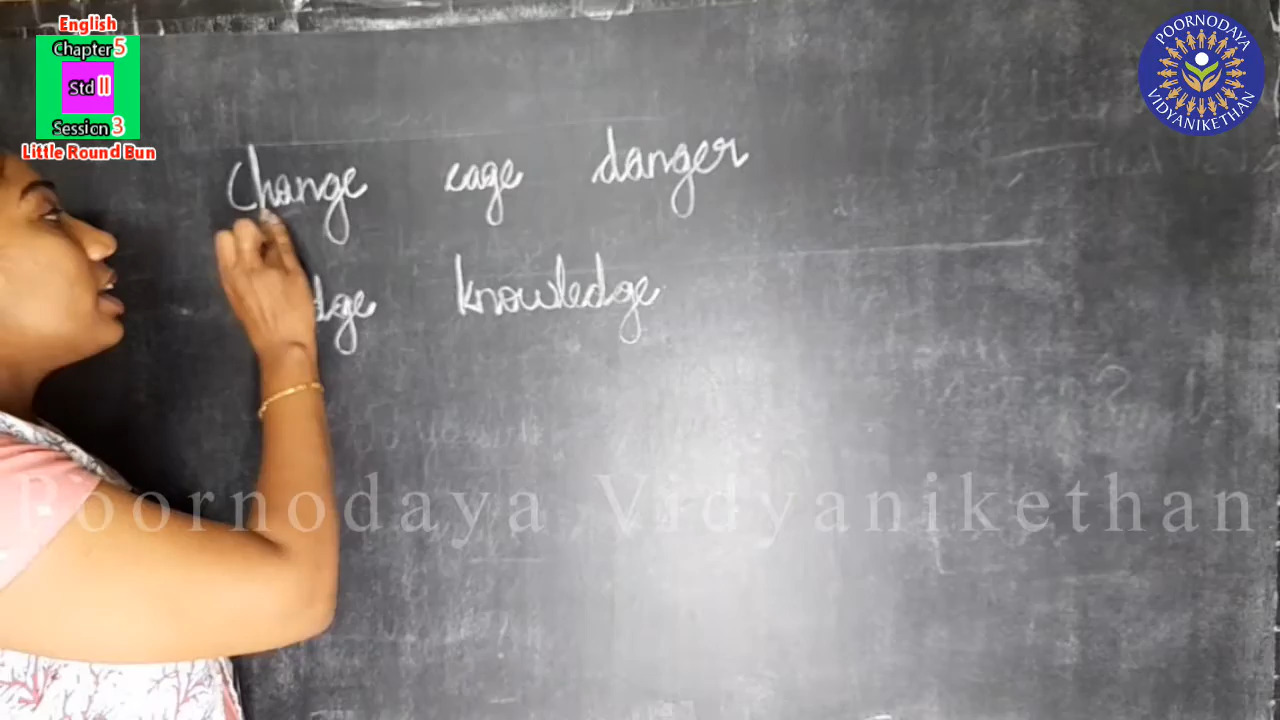 English
Chapter 5
Std II
Session 3
Little Round Bun
POORNODAYA
VIDYANIKETHAN
Change cage danger
dge knowledge
Poornodaya Vidyanikethan